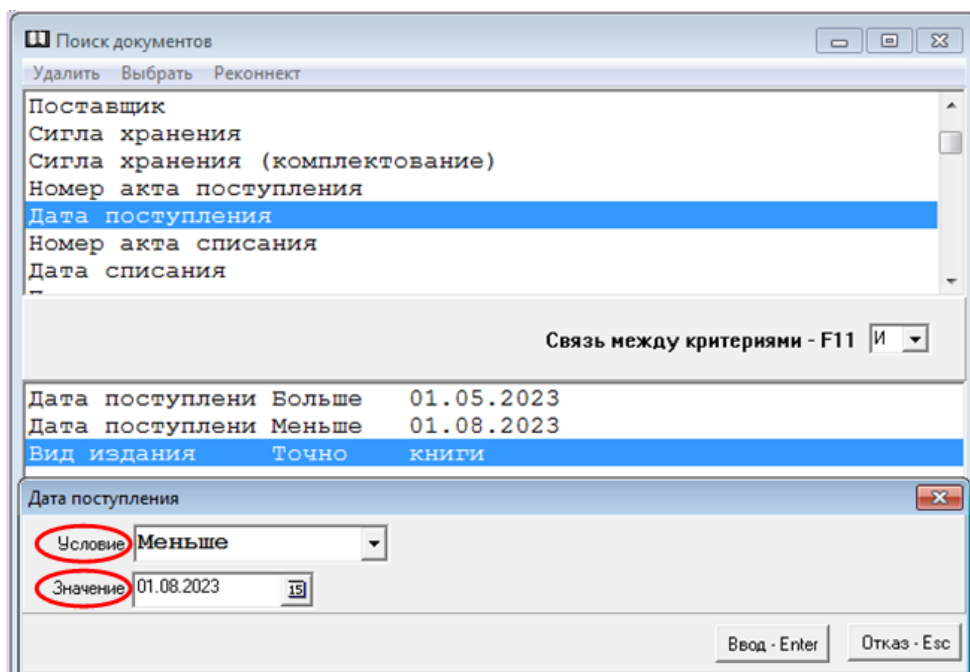 Поиск документов
Удалить Выбрать Реконнект
Поставщик
Сигла хранения
Сигла хранения (комплектование)
Номер акта поступления
Дата поступления
Номер акта списания
Дата списания
Связь между критериями - F11 И
Дата поступлени Больше 01.05.2023
Дата поступлени Меньше 01.08.2023
Вид издания Точно книги
Дата поступления
Условие Меньше
Значение 01.08.2023 15
Ввод - Enter Отказ - Esc